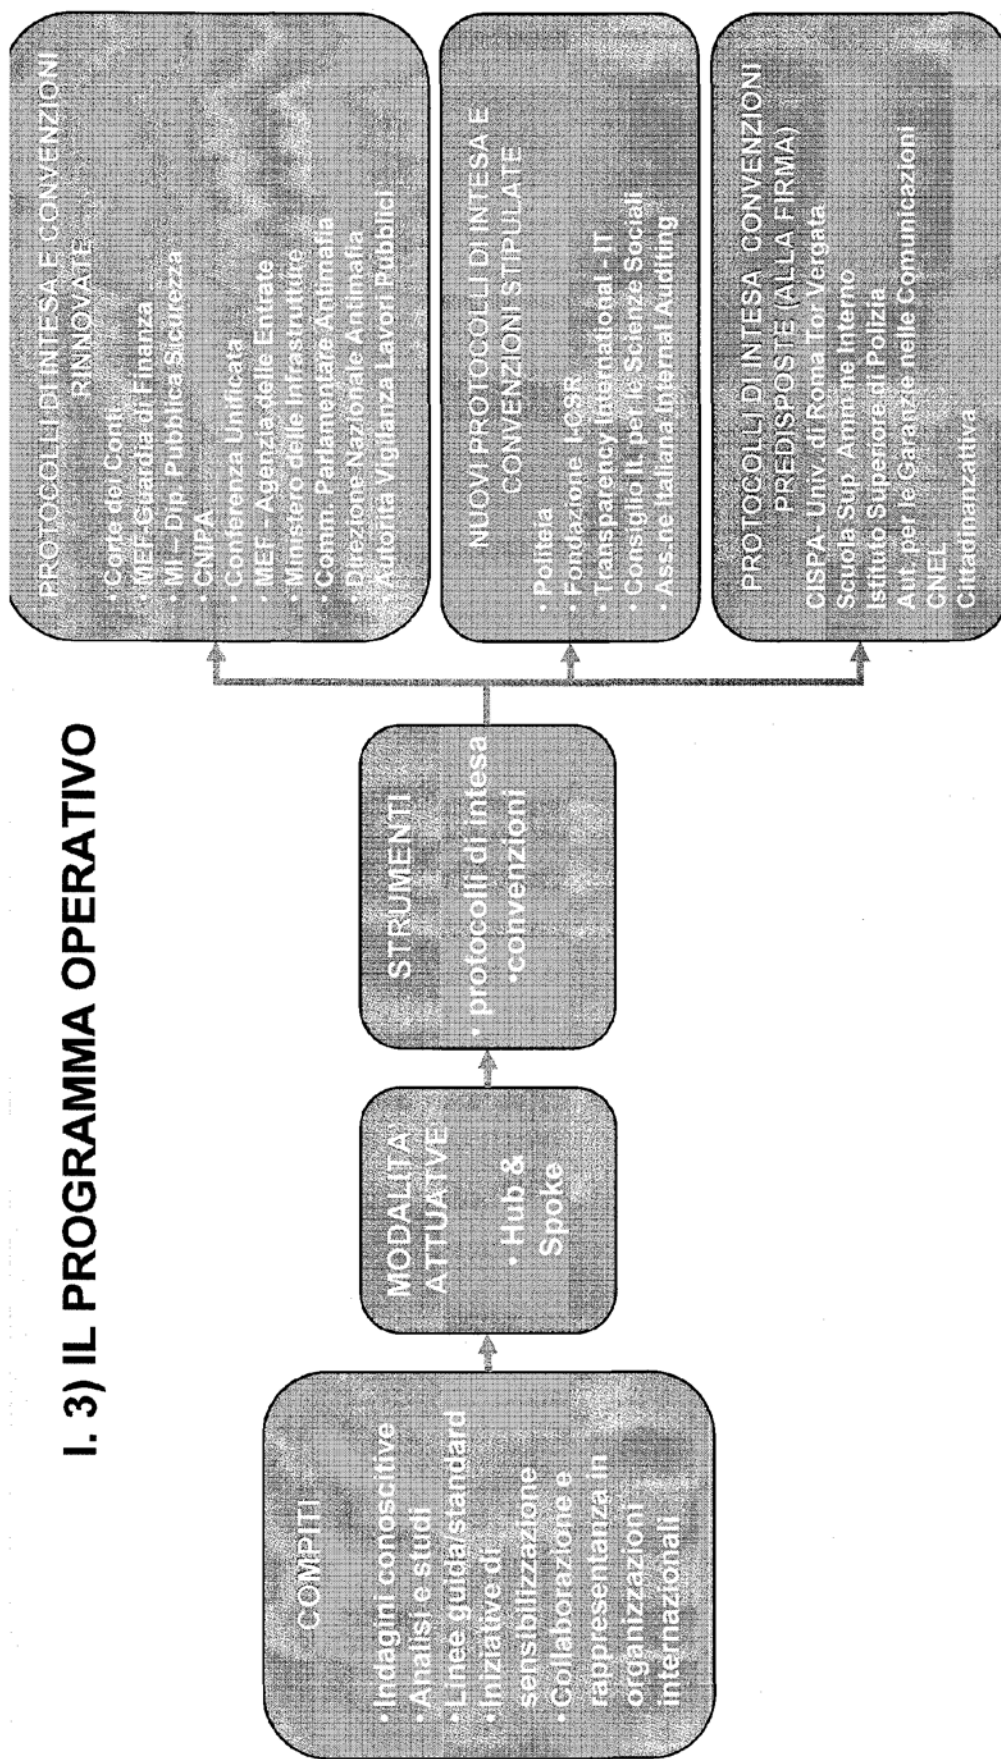 I. 3) IL PROGRAMMA OPERATIVO
COMPITI
• Indagini conoscitive
• Analisi e studi
• Linee guida/standard
• Iniziative di
sensibilizzazione
• Collaborazione e
rappresentanza in
organizzazioni
internazionali
MODALITA'
ATTUATVE
• Hub &
Spoke
STRUMENTI
• protocolli di intesa
•convenzioni
PROTOCOLLI DI INTESA E CONVENZIONI
RINNOVATE
• Corte dei Conti
• MEF-Guardia di Finanza
• MI – Dip. Pubblica Sicurezza
• CNIPA
• Conferenza Unificata
• MEF - Agenzia delle Entrate
• Ministero delle Infrastrutture
• Comm. Parlamentare Antimafia
• Direzione Nazionale Antimafia
• Autorità Vigilanza Lavori Pubblici
NUOVI PROTOCOLLI DI INTESA E
CONVENZIONI STIPULATE
• Politeia
• Fondazione I-CSR
• Transparency International - IT
• Consiglio It. per le Scienze Sociali
• Ass.ne Italiana Internal Auditing
PROTOCOLLI DI INTESA CONVENZIONI
PREDISPOSTE (ALLA FIRMA)
CISPA- Univ. di Roma Tor Vergata
Scuola Sup. Amm.ne Interno
Istituto Superiore di Polizia
Aut. per le Garanzie nelle Comunicazioni
CNEL
Cittadinanzattiva